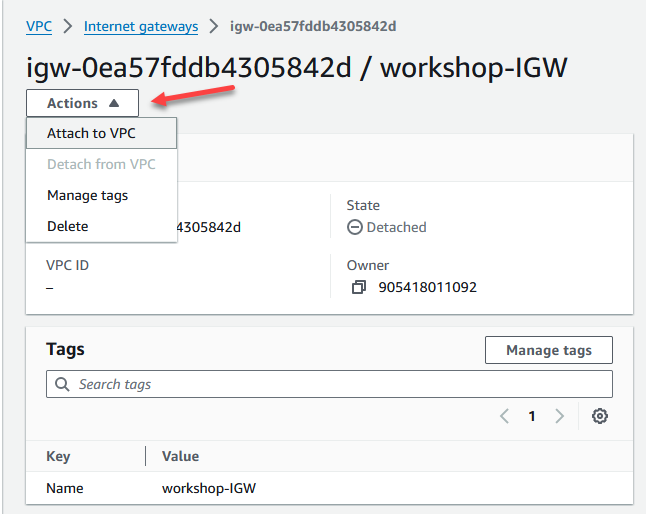 VPC > Internet gateways > igw-0ea57fddb4305842d
igw-0ea57fddb4305842d / workshop-IGW
Actions
Attach to VPC
Detach from VPC
Manage tags
Delete
4305842d
State
Detached
VPC ID
–
Owner
905418011092
Tags
Manage tags
Search tags
1
Key Value
Name workshop-IGW